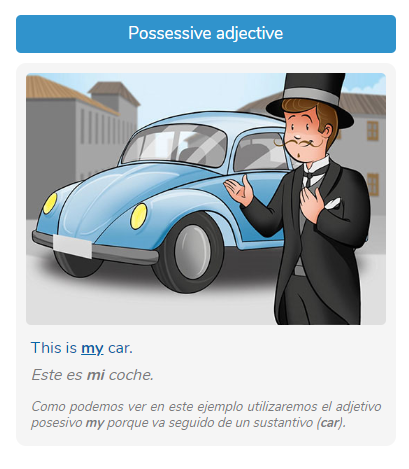 Possessive adjective
This is my car.
Este es mi coche.
Como podemos ver en este ejemplo utilizaremos el adjetivo
posesivo my porque va seguido de un sustantivo (car).